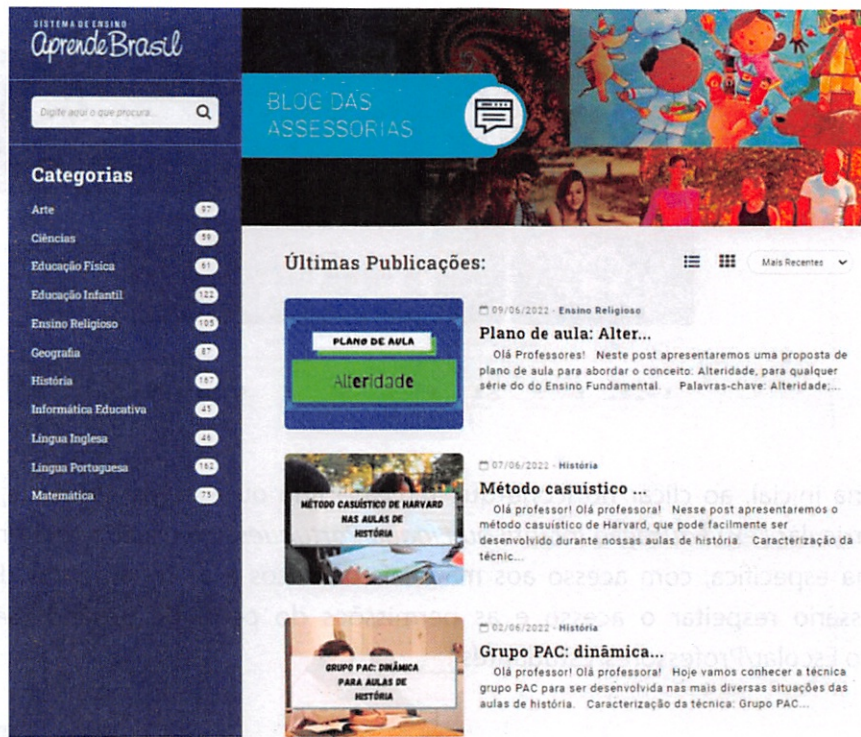 SISTEMA DE ENSINO
aprendeBrasil
Digite aqui o que procura...
Categorias
Arte 97
Ciências 59
Educação Física 61
Educação Infantil 122
Ensino Religioso 105
Geografia 87
História 167
Informática Educativa 45
Língua Inglesa 46
Língua Portuguesa 162
Matemática 75
BLOG DAS
ASSESSORIAS
Últimas Publicações:
Mais Recentes
PLANO DE AULA
Alteridade
09/06/2022 - Ensino Religioso
Plano de aula: Alter...
Olá Professores! Neste post apresentaremos uma proposta de
plano de aula para abordar o conceito: Alteridade, para qualquer
série do do Ensino Fundamental. Palavras-chave: Alteridade;...
MÉTODO CASUÍSTICO DE HARVARD
NAS AULAS DE
HISTÓRIA
07/06/2022 - História
Método casuístico ...
Olá professor! Olá professora! Nesse post apresentaremos o
método casuístico de Harvard, que pode facilmente ser
desenvolvido durante nossas aulas de história. Caracterização da
técnic...
GRUPO PAC: DINÂMICA
PARA AULAS DE
HISTÓRIA
02/06/2022 - História
Grupo PAC: dinâmica...
Olá professor! Olá professora! Hoje vamos conhecer a técnica
grupo PAC para ser desenvolvida nas mais diversas situações das
aulas de história. Caracterização da técnica: Grupo PAC...